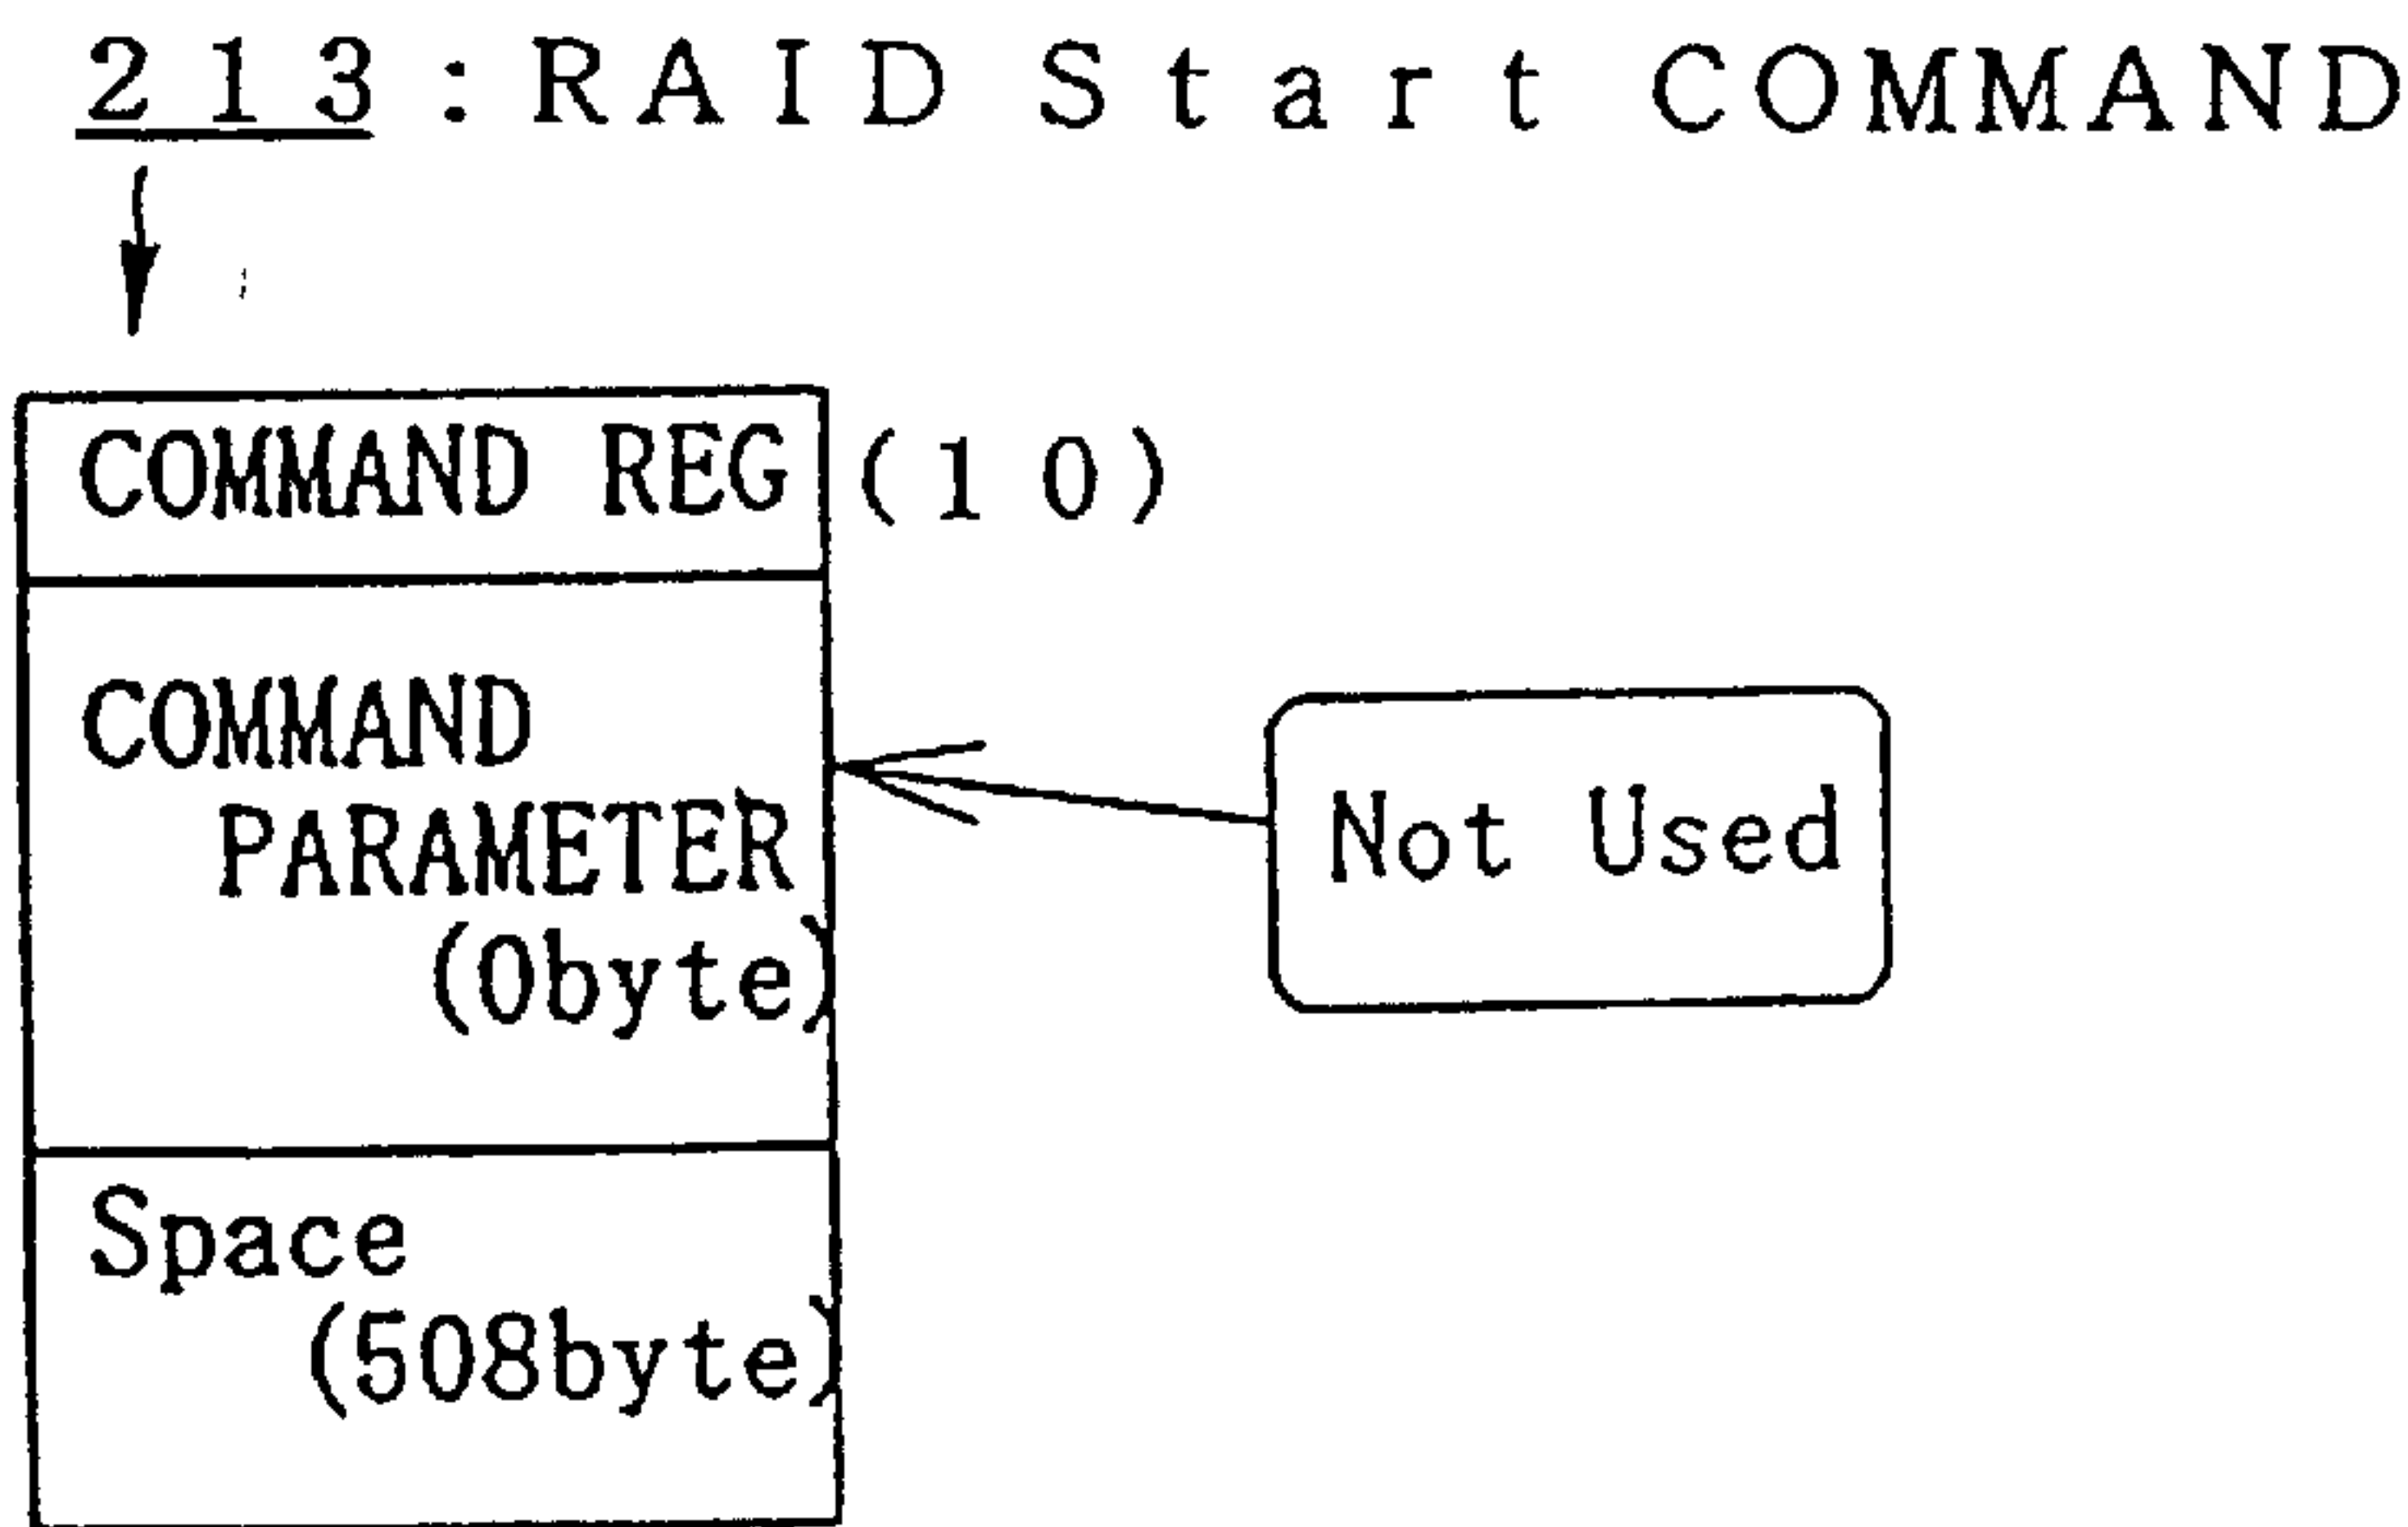 213:RAID Start COMMAND
COMMAND REG (10)
COMMAND
PARAMETER
(0byte)
Not Used
Space
(508byte)